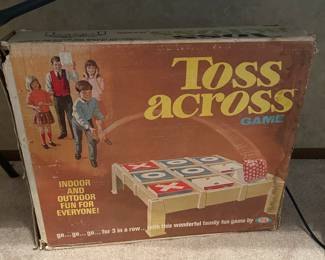 Toss
across
GAME
INDOOR
AND
OUTDOOR
FUN FOR
EVERYONE!
go... go... go... for 3 in a row... with this wonderful family fun game by IDEAL